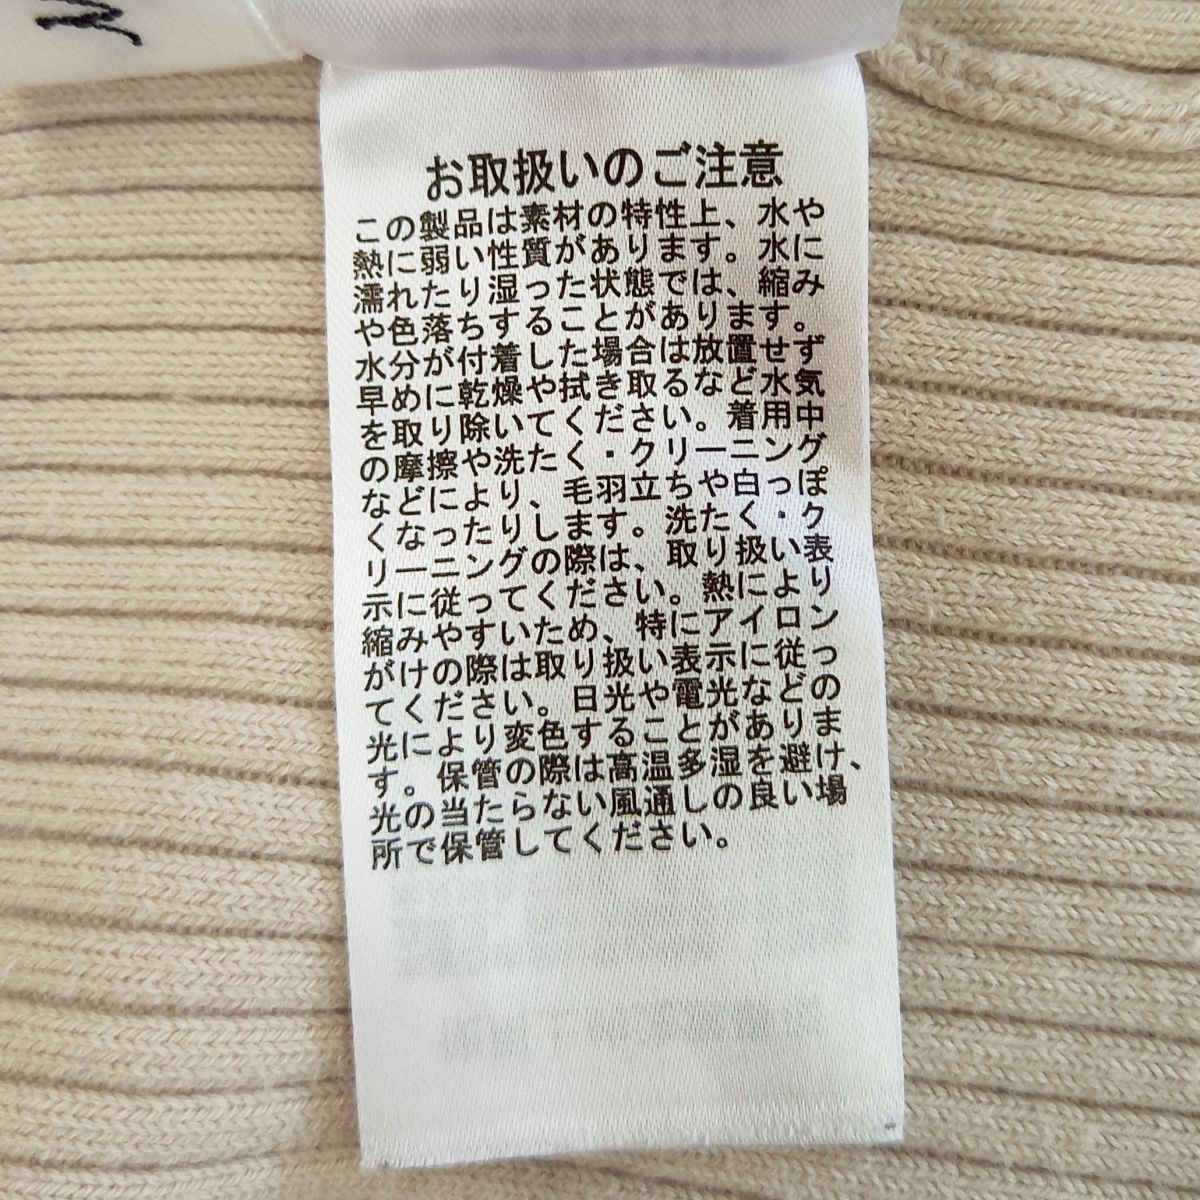 お取扱いのご注意
この製品は素材の特性上、水や
熱に弱い性質があります。水に
濡れたり湿った状態では、縮み
や色落ちすることがあります。
水分が付着した場合は放置せず
早めに乾燥や拭き取るなど水気
を取り除いてください。着用中
の摩擦や洗たく・クリーニング
などにより、毛羽立ちや白っぽ
くなったりします。洗たく・ク
リーニングの際は、取り扱い表
示に従ってください。熱により
縮みやすいため、特にアイロン
がけの際は取り扱い表示に従っ
てください。日光や電光などの
光により変色することがありま
す。保管の際は高温多湿を避け、
光の当たらない風通しの良い場
所で保管してください。